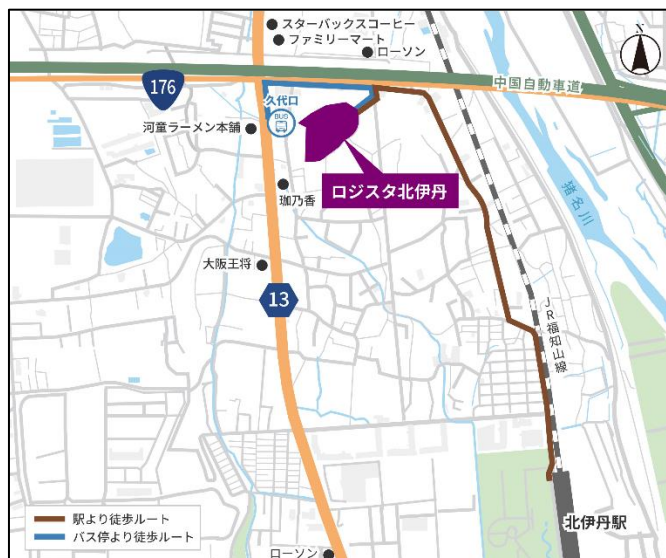 スターバックスコーヒー
ファミリーマート
ローソン
N
176
中国自動車道
久代口
BUS
河童ラーメン本舗
ロジスタ北伊丹
猪名川
珈乃香
大阪王将
13
JR福知山線
北伊丹駅
駅より徒歩ルート
バス停より徒歩ルート
ローソン